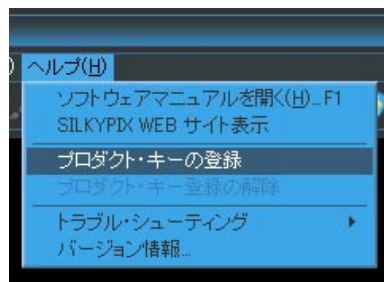 ) ヘルプ(H)
ソフトウェアマニュアルを開く(H)...F1
SILKYPIX WEB サイト表示
プロダクト・キーの登録
プロダクト・キー登録の解除
トラブル・シューティング
バージョン情報...